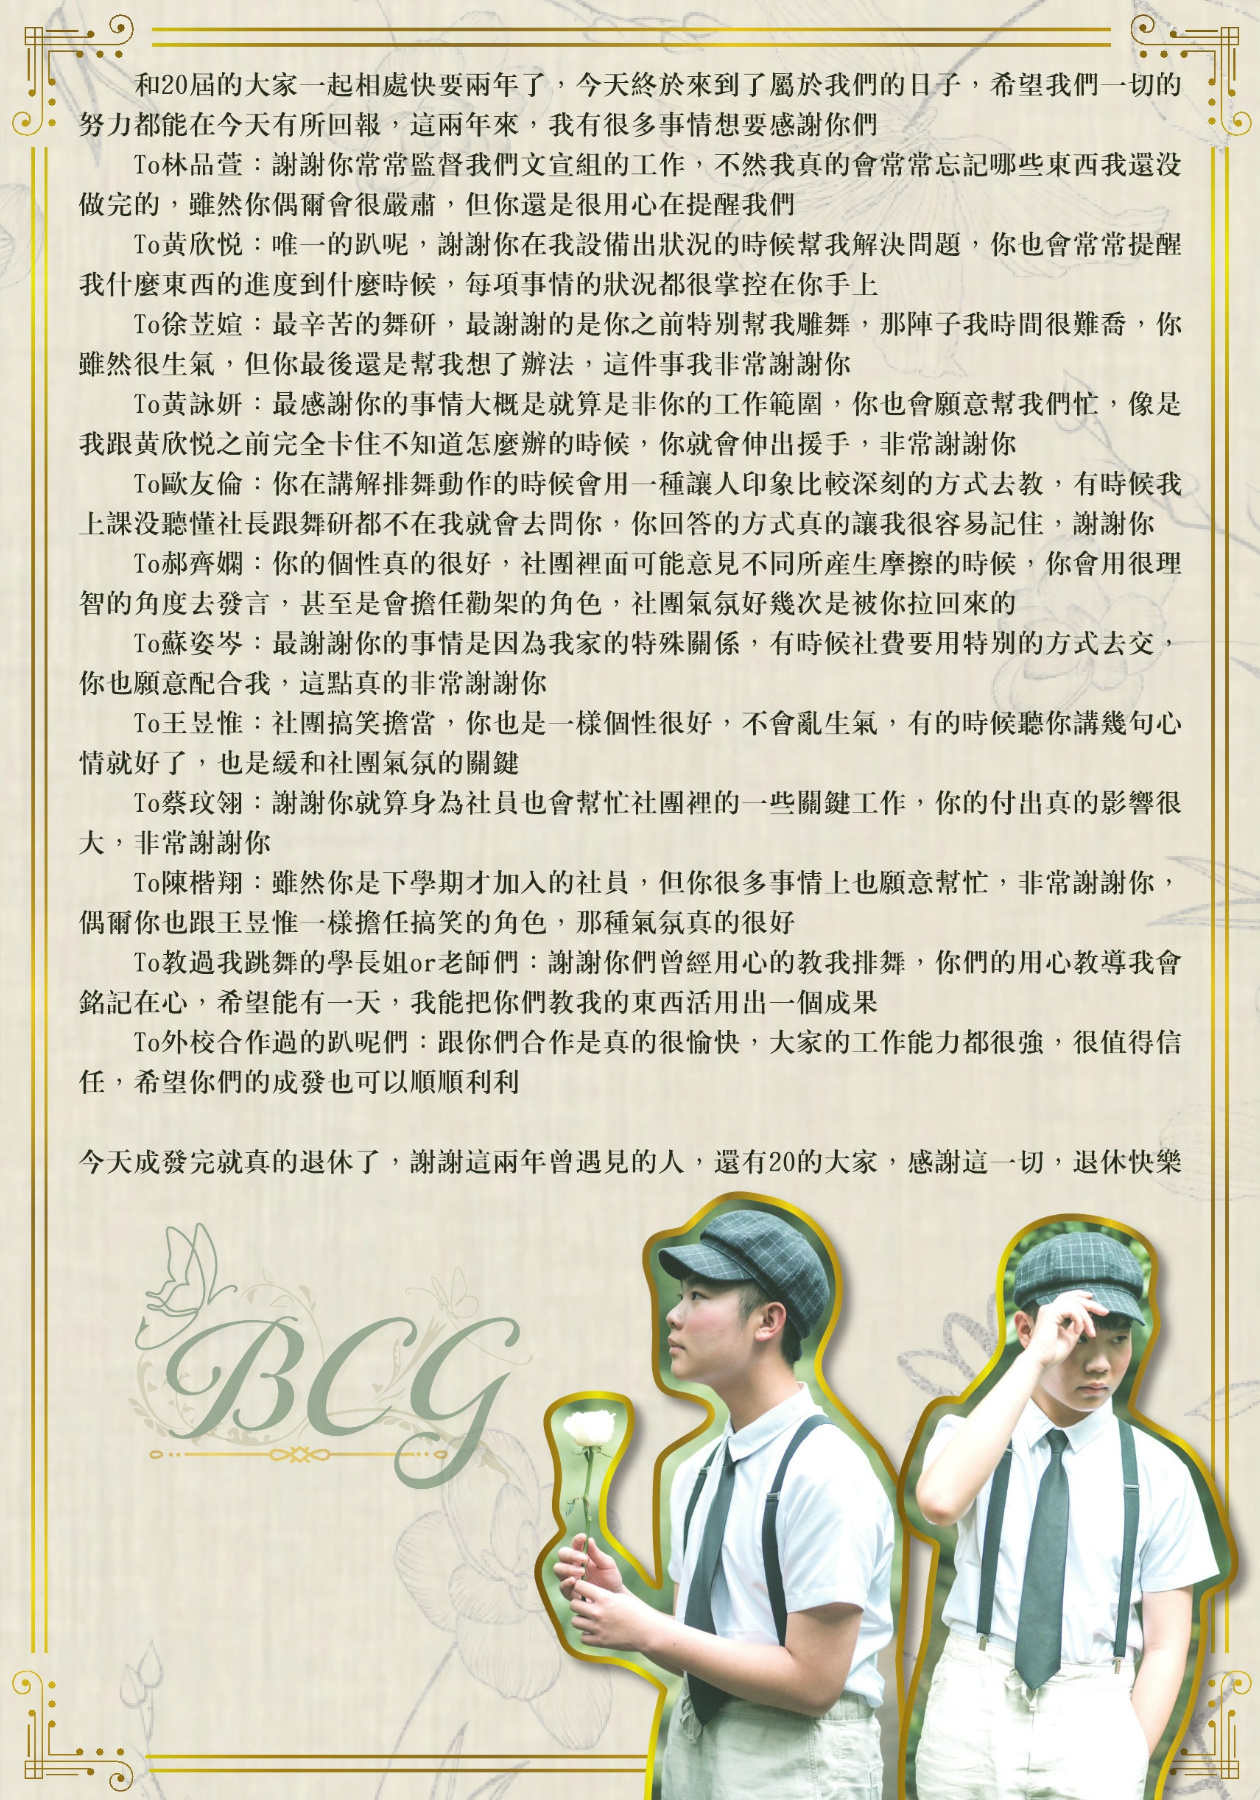 和20屆的大家一起相處快要兩年了，今天終於來到了屬於我們的日子，希望我們一切的
努力都能在今天有所回報，這兩年來，我有很多事情想要感謝你們
To林品萱：謝謝你常常監督我們文宣組的工作，不然我真的會常常忘記哪些東西我還沒
做完的，雖然你偶爾會很嚴肅，但你還是很用心在提醒我們
To黃欣悦：唯一的趴呢，謝謝你在我設備出狀況的時候幫我解決問題，你也會常常提醒
我什麼東西的進度到什麼時候，每項事情的狀況都很掌控在你手上
To徐苙媗：最辛苦的舞研，最謝謝的是你之前特別幫我雕舞，那陣子我時間很難喬，你
雖然很生氣，但你最後還是幫我想了辦法，這件事我非常謝謝你
To黃詠妍：最感謝你的事情大概是就算是非你的工作範圍，你也會願意幫我們忙，像是
我跟黃欣悦之前完全卡住不知道怎麼辦的時候，你就會伸出援手，非常謝謝你
To歐友倫：你在講解排舞動作的時候會用一種讓人印象比較深刻的方式去教，有時候我
上課沒聽懂社長跟舞研都不在我就會去問你，你回答的方式真的讓我很容易記住，謝謝你
To郝齊嫻：你的個性真的很好，社團裡面可能意見不同所產生摩擦的時候，你會用很理
智的角度去發言，甚至是會擔任勸架的角色，社團氣氛好幾次是被你拉回來的
To蘇姿岑：最謝謝你的事情是因為我家的特殊關係，有時候社費要用特別的方式去交，
你也願意配合我，這點真的非常謝謝你
To王昱惟：社團搞笑擔當，你也是一樣個性很好，不會亂生氣，有的時候聽你講幾句心
情就好了，也是緩和社團氣氛的關鍵
To蔡玟翎：謝謝你就算身為社員也會幫忙社團裡的一些關鍵工作，你的付出真的影響很
大，非常謝謝你
To陳楷翔：雖然你是下學期才加入的社員，但你很多事情上也願意幫忙，非常謝謝你，
偶爾你也跟王昱惟一樣擔任搞笑的角色，那種氣氛真的很好
To教過我跳舞的學長姐or老師們：謝謝你們曾經用心的教我排舞，你們的用心教導我會
銘記在心，希望能有一天，我能把你們教我的東西活用出一個成果
To外校合作過的趴呢們：跟你們合作是真的很愉快，大家的工作能力都很強，很值得信
任，希望你們的成發也可以順順利利
今天成發完就真的退休了，謝謝這兩年曾遇見的人，還有20的大家，感謝這一切，退休快樂
BCG